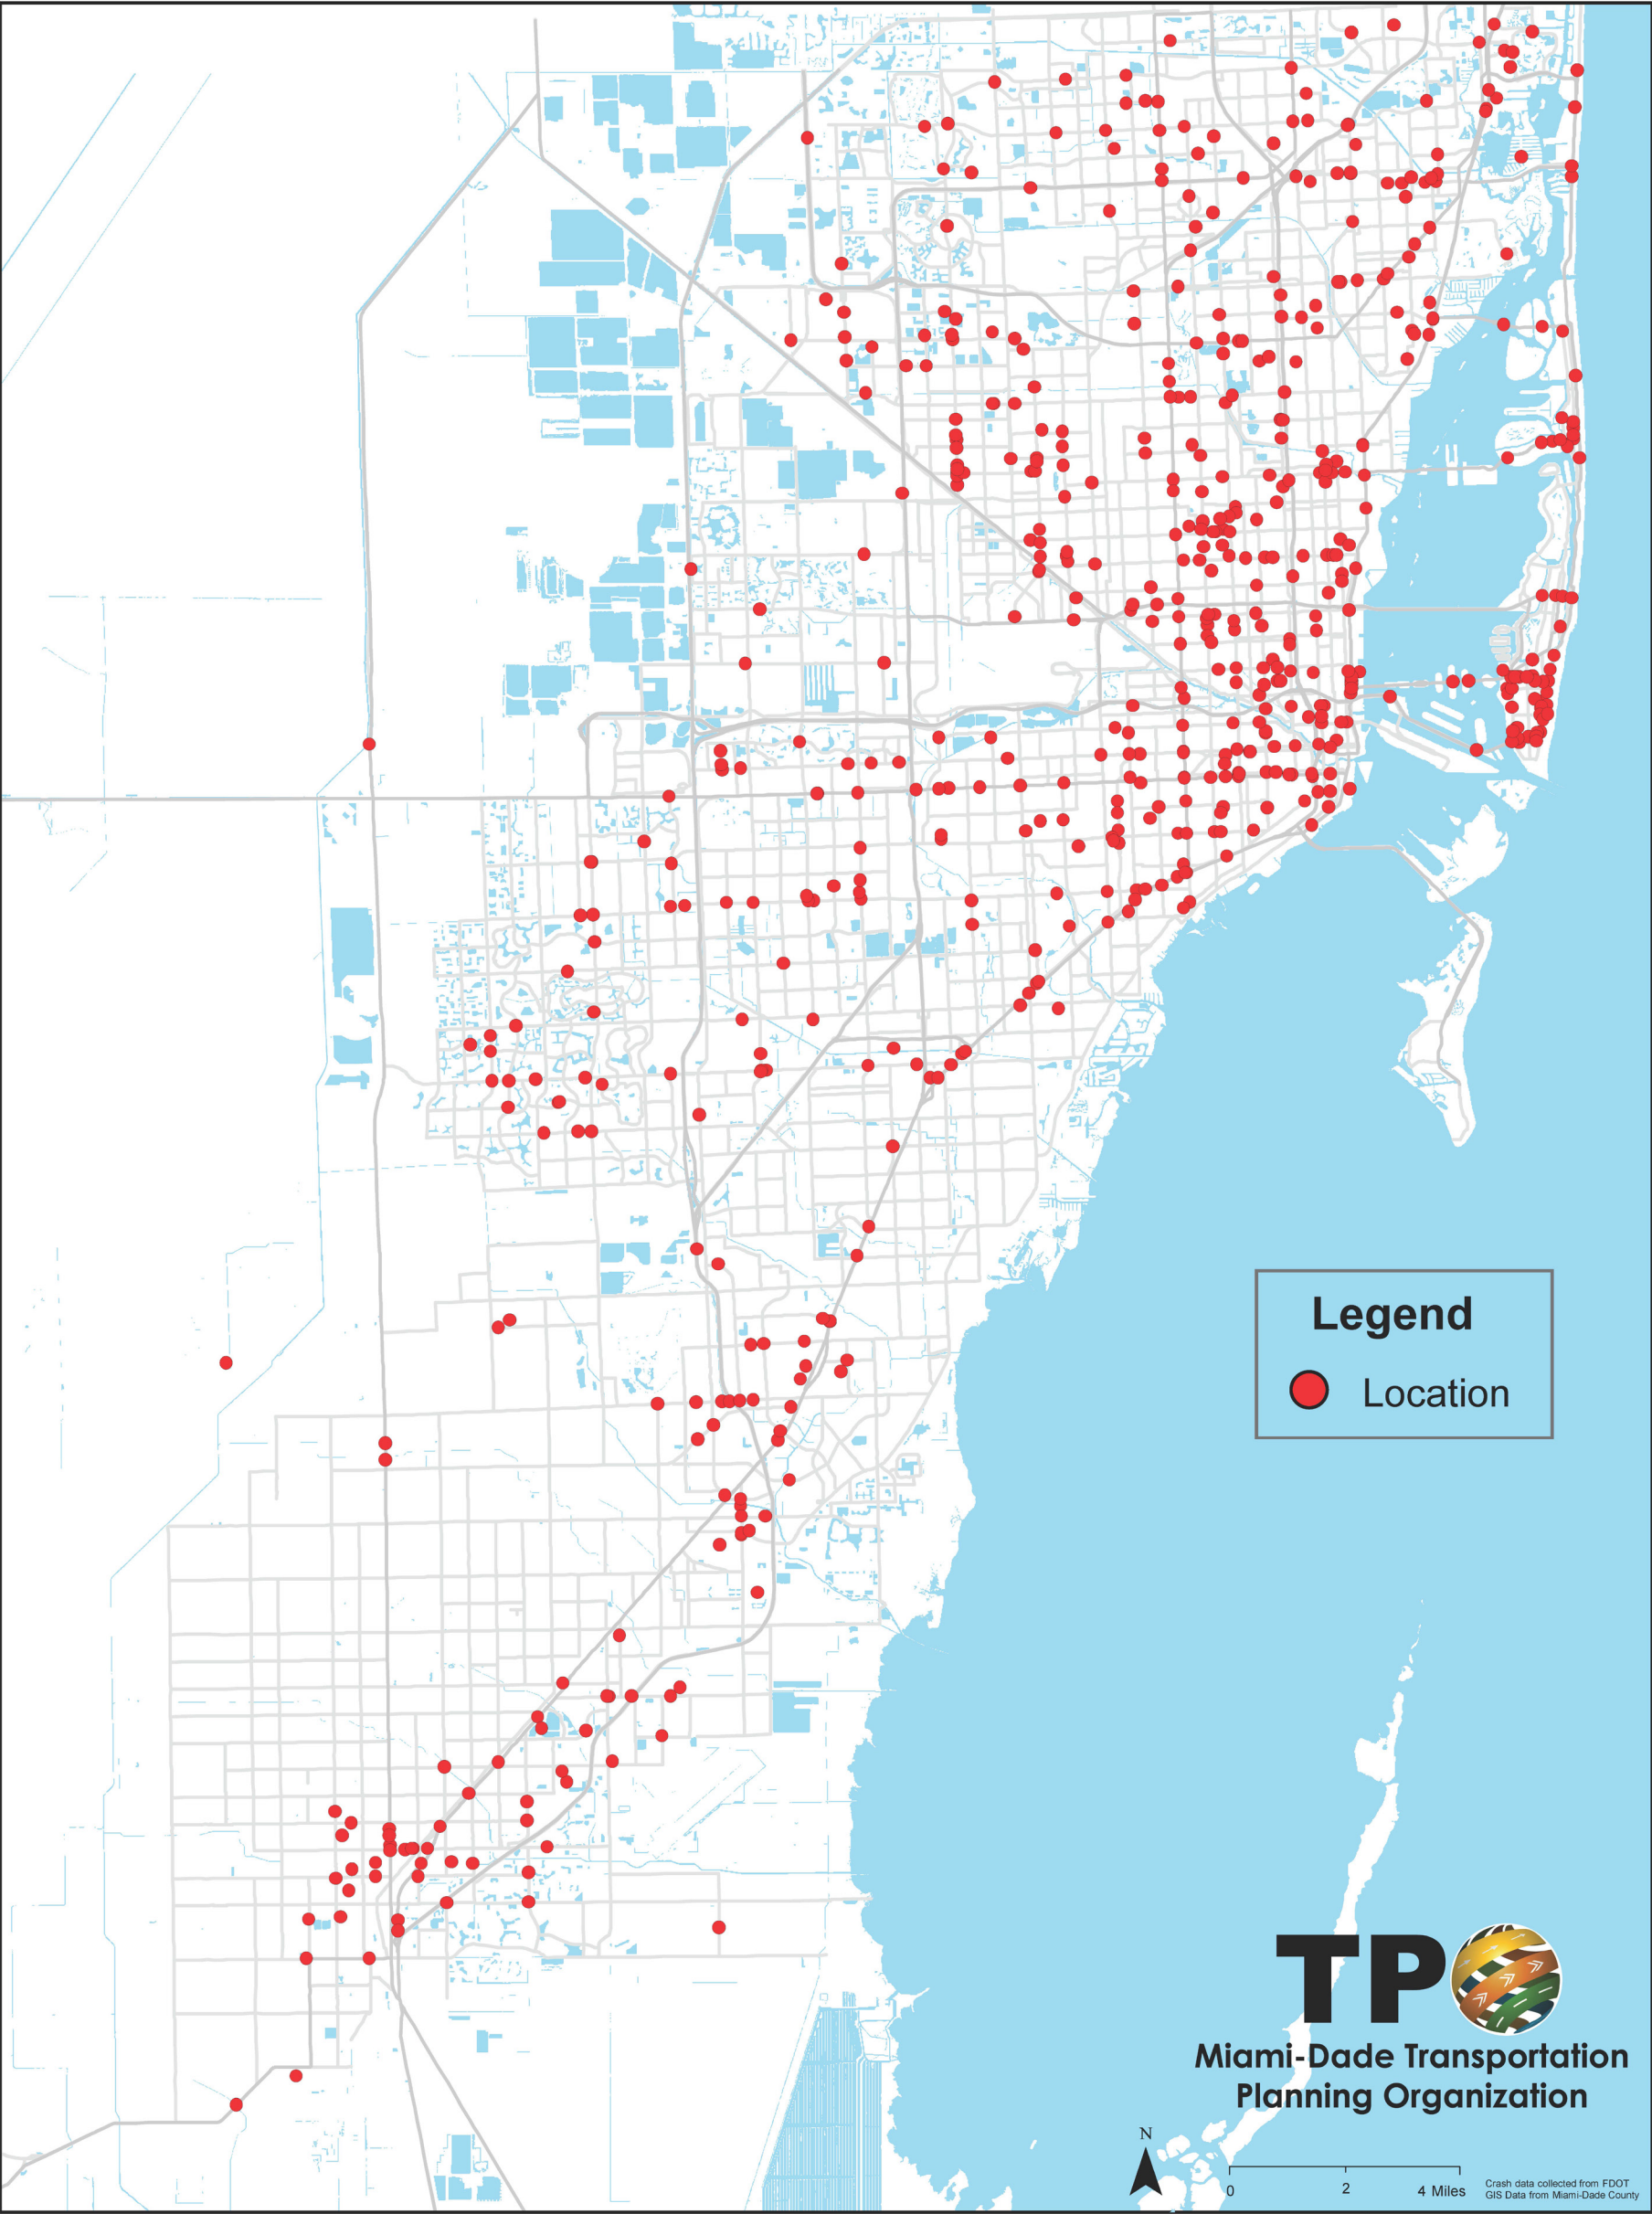 Legend
Location
TPO
Miami-Dade Transportation
Planning Organization
N
0 2 4 Miles
Crash data collected from FDOT
GIS Data from Miami-Dade County